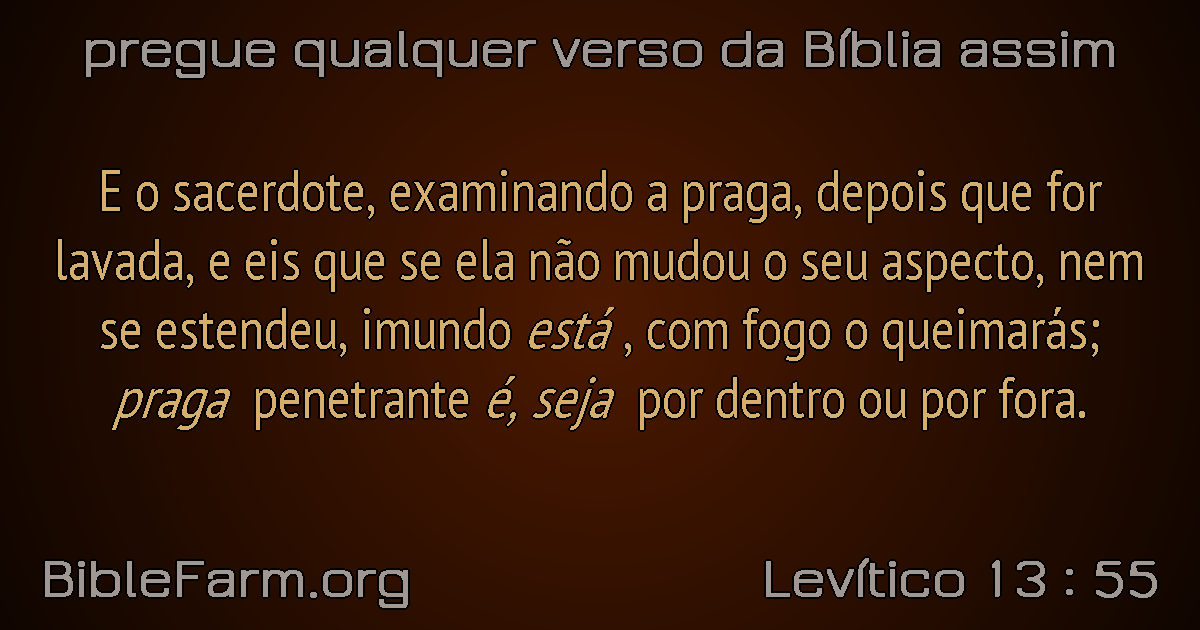 pregue qualquer verso da Bíblia assim
E o sacerdote, examinando a praga, depois que for
lavada, e eis que se ela não mudou o seu aspecto, nem
se estendeu, imundo está , com fogo o queimarás;
praga penetrante é, seja por dentro ou por fora.
BibleFarm.org
Levítico 13 : 55